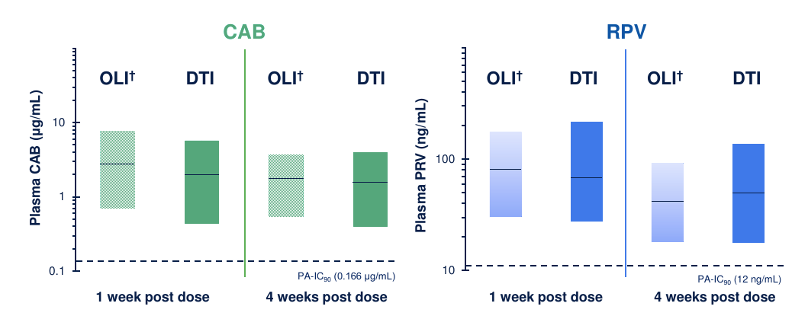 CAB
OLI†
DTI
OLI†
DTI
Plasma CAB (µg/mL)
10
1
0.1
PA-IC90 (0.166 µg/mL)
1 week post dose
4 weeks post dose
RPV
OLI†
DTI
OLI†
DTI
Plasma PRV (ng/mL)
100
10
PA-IC90 (12 ng/mL)
1 week post dose
4 weeks post dose